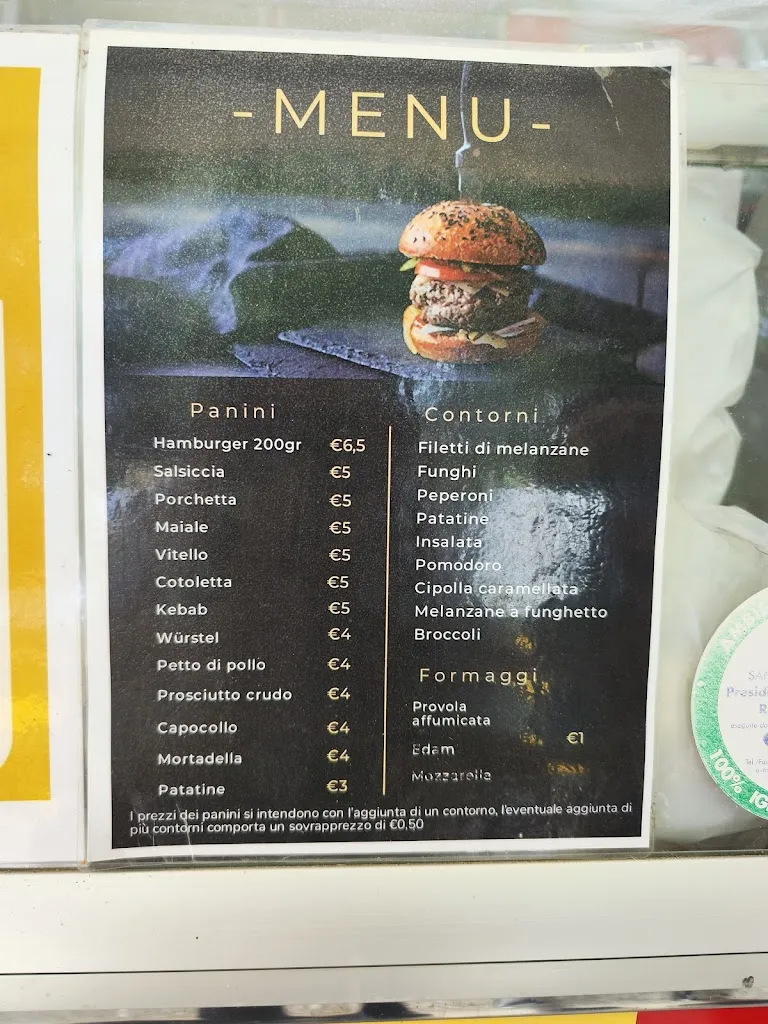 -MENU-
Panini
Hamburger 200gr €6,5
Salsiccia €5
Porchetta €5
Maiale €5
Vitello €5
Cotoletta €5
Kebab €5
Würstel €4
Petto di pollo €4
Prosciutto crudo €4
Capocollo €4
Mortadella €4
Patatine €3
Contorni
Filetti di melanzane
Funghi
Peperoni
Patatine
Insalata
Pomodoro
Cipolla caramellata
Melanzane a funghetto
Broccoli
Formaggi
Provola
affumicata
€1
Edam
Mozzarella
I prezzi dei panini si intendono con l'aggiunta di un contorno, l'eventuale aggiunta di
più contorni comporta un sovrapprezzo di €0,50
100%